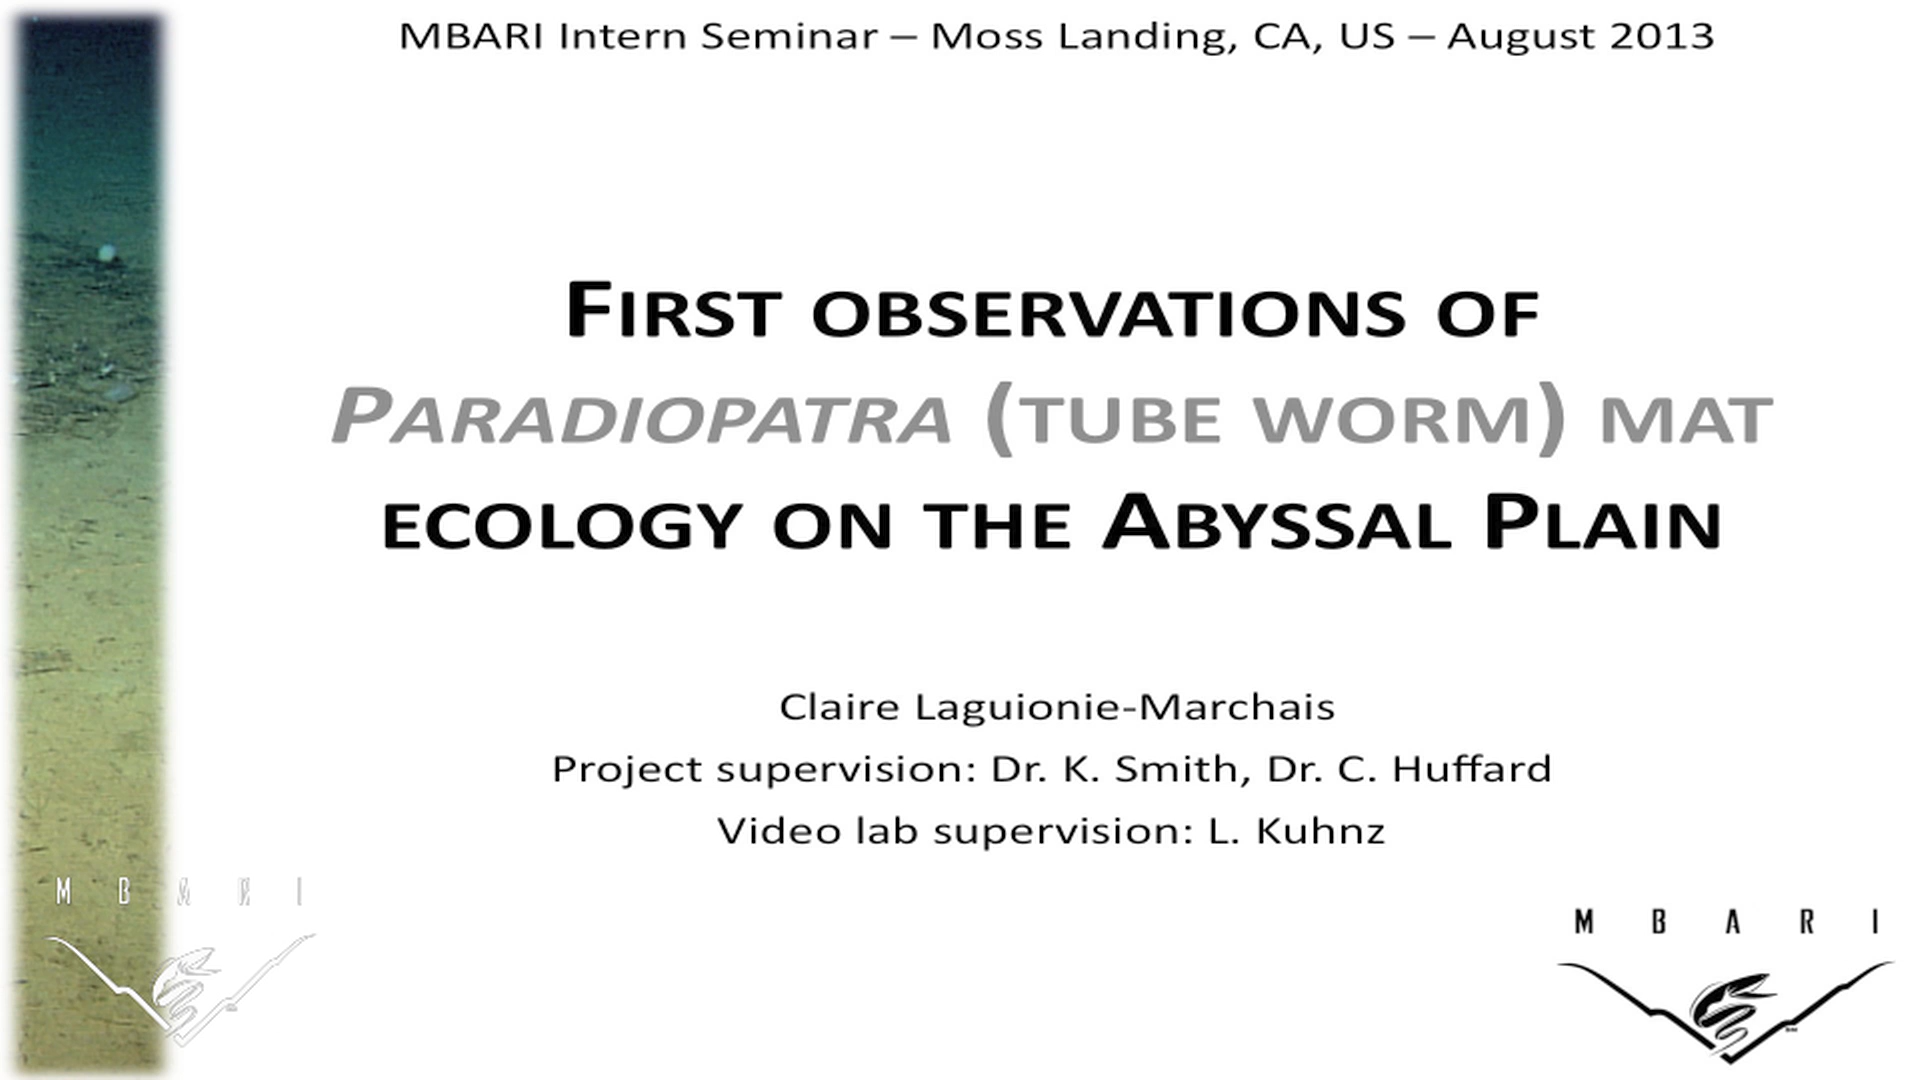 MBARI Intern Seminar – Moss Landing, CA, US – August 2013
First observations of
Paradiopatra (tube worm) mat
ecology on the Abyssal Plain
Claire Laguionie-Marchais
Project supervision: Dr. K. Smith, Dr. C. Huffard
Video lab supervision: L. Kuhnz
M B A R I
M B A R I